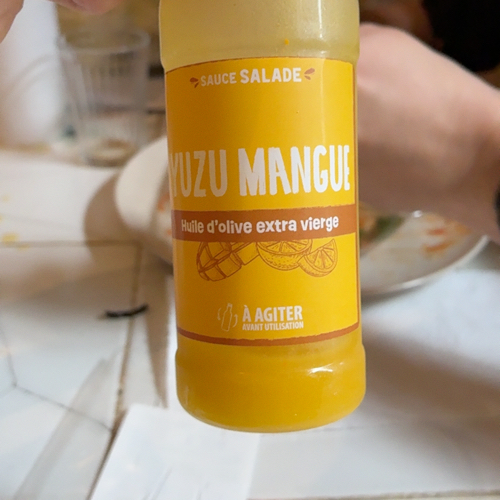 SAUCE SALADE
YUZU MANGUE
Huile d'olive extra vierge
À AGITER
AVANT UTILISATION